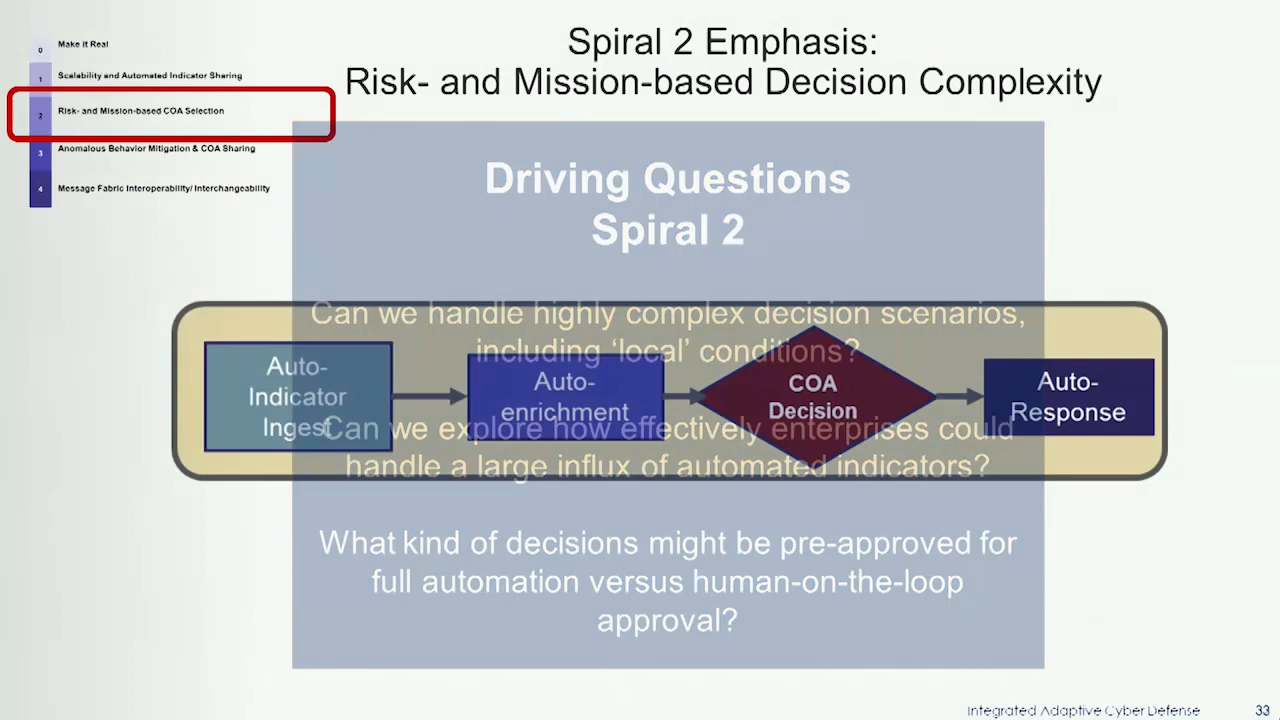 Spiral 2 Emphasis:
Risk- and Mission-based Decision Complexity
0 Make it Real
1 Scalability and Automated Indicator Sharing
2 Risk- and Mission-based COA Selection
3 Anomalous Behavior Mitigation & COA Sharing
4 Message Fabric Interoperability/ Interchangeability
Driving Questions
Spiral 2
Can we handle highly complex decision scenarios,
including ‘local’ conditions?
Auto-
Indicator
Ingest
Auto-
enrichment
COA
Decision
Auto-
Response
Can we explore how effectively enterprises could
handle a large influx of automated indicators?
What kind of decisions might be pre-approved for
full automation versus human-on-the-loop
approval?
Integrated Adaptive Cyber Defense 33